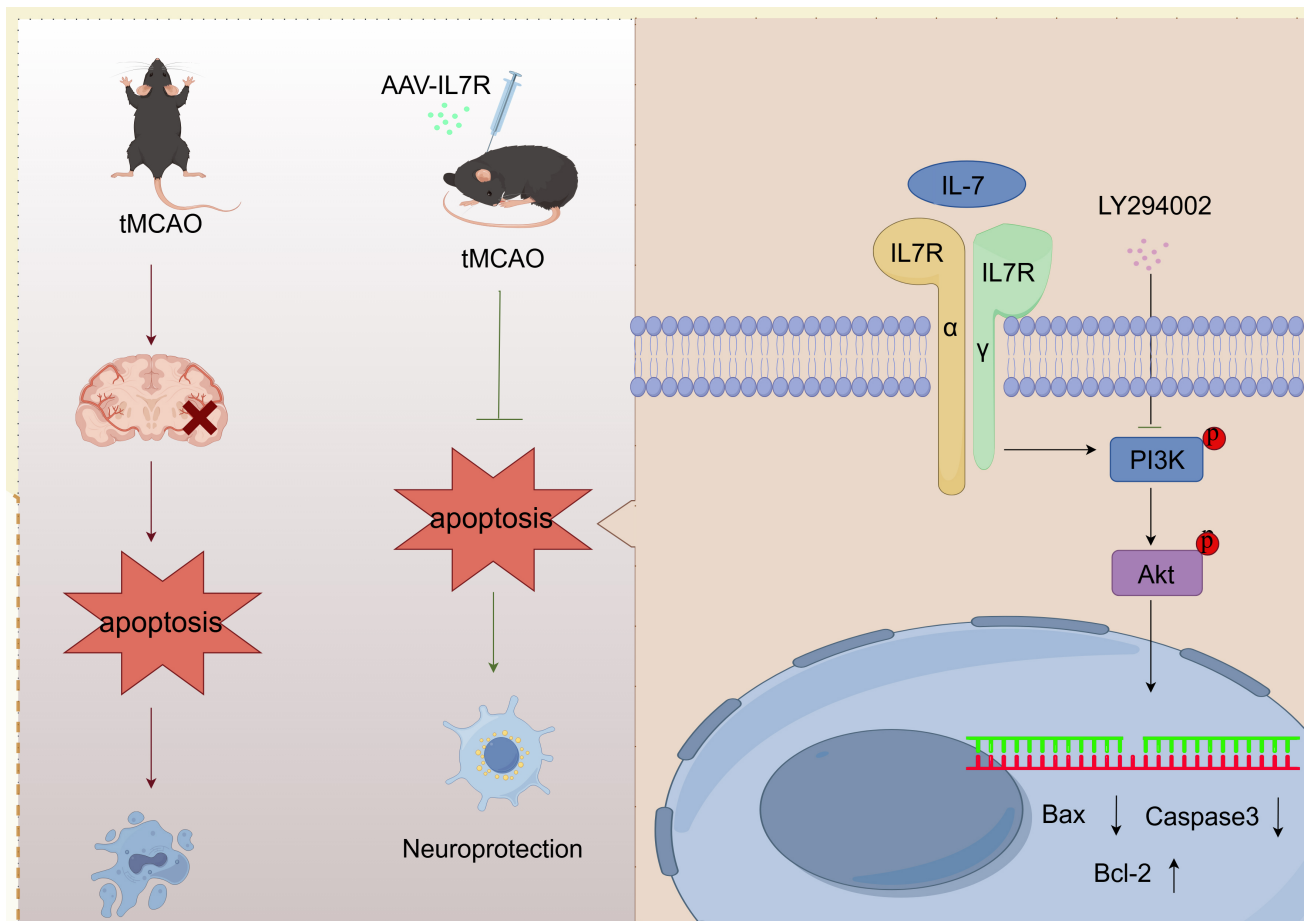 tMCAO
apoptosis
AAV-IL7R
tMCAO
apoptosis
Neuroprotection
IL-7
IL7R
IL7R
α
γ
LY294002
PI3K
p
Akt
p
Bax
Caspase3
Bcl-2